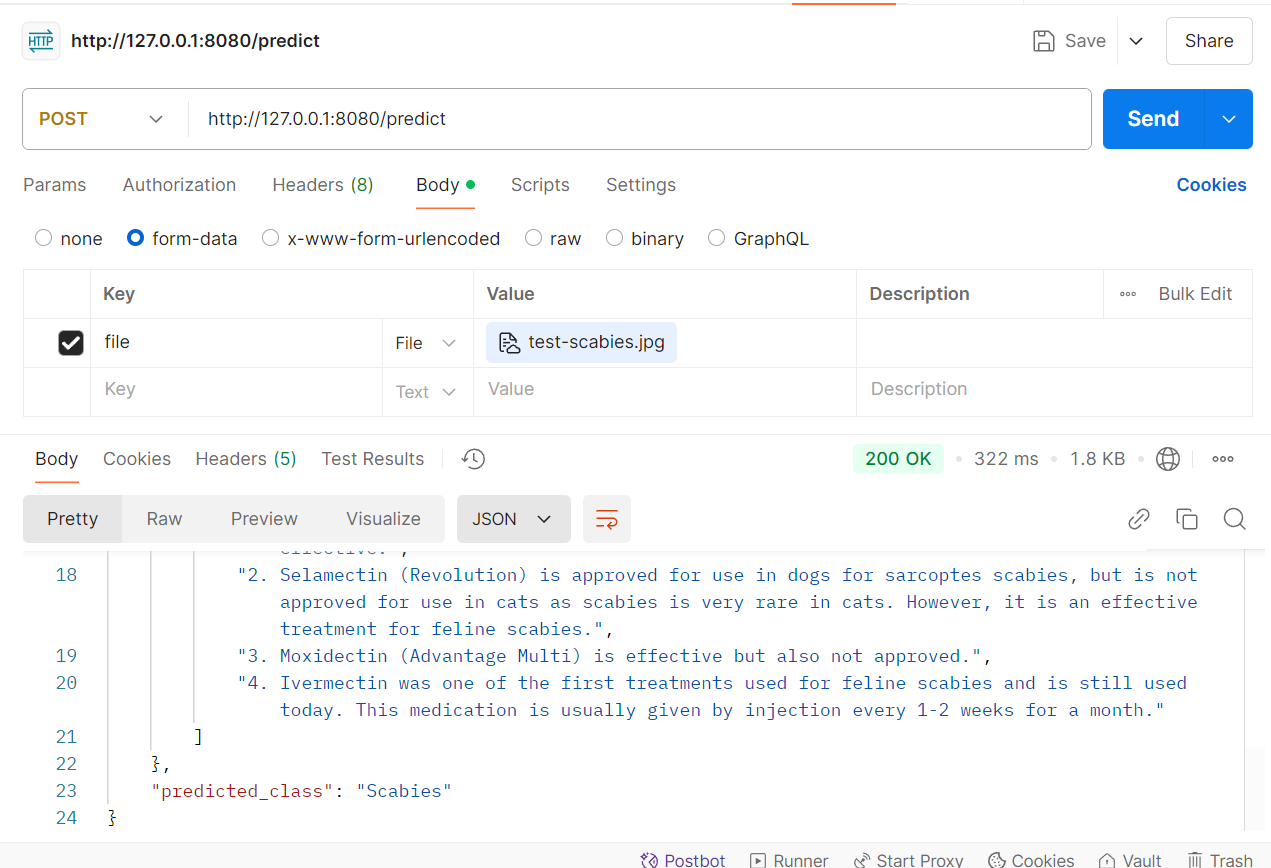 HTTP http://127.0.0.1:8080/predict Save Share
POST http://127.0.0.1:8080/predict Send
Params Authorization Headers (8) Body Scripts Settings Cookies
none form-data x-www-form-urlencoded raw binary GraphQL
Key Value Description Bulk Edit
file File test-scabies.jpg
Key Text Value Description
Body Cookies Headers (5) Test Results 200 OK 322 ms 1.8 KB
Pretty Raw Preview Visualize JSON
effective.",
18 "2. Selamectin (Revolution) is approved for use in dogs for sarcoptes scabies, but is not
approved for use in cats as scabies is very rare in cats. However, it is an effective
treatment for feline scabies.",
19 "3. Moxidectin (Advantage Multi) is effective but also not approved.",
20 "4. Ivermectin was one of the first treatments used for feline scabies and is still used
today. This medication is usually given by injection every 1-2 weeks for a month."
21 ]
22 },
23 "predicted_class": "Scabies"
24 }
Postbot Runner Start Proxy Cookies Vault Trash